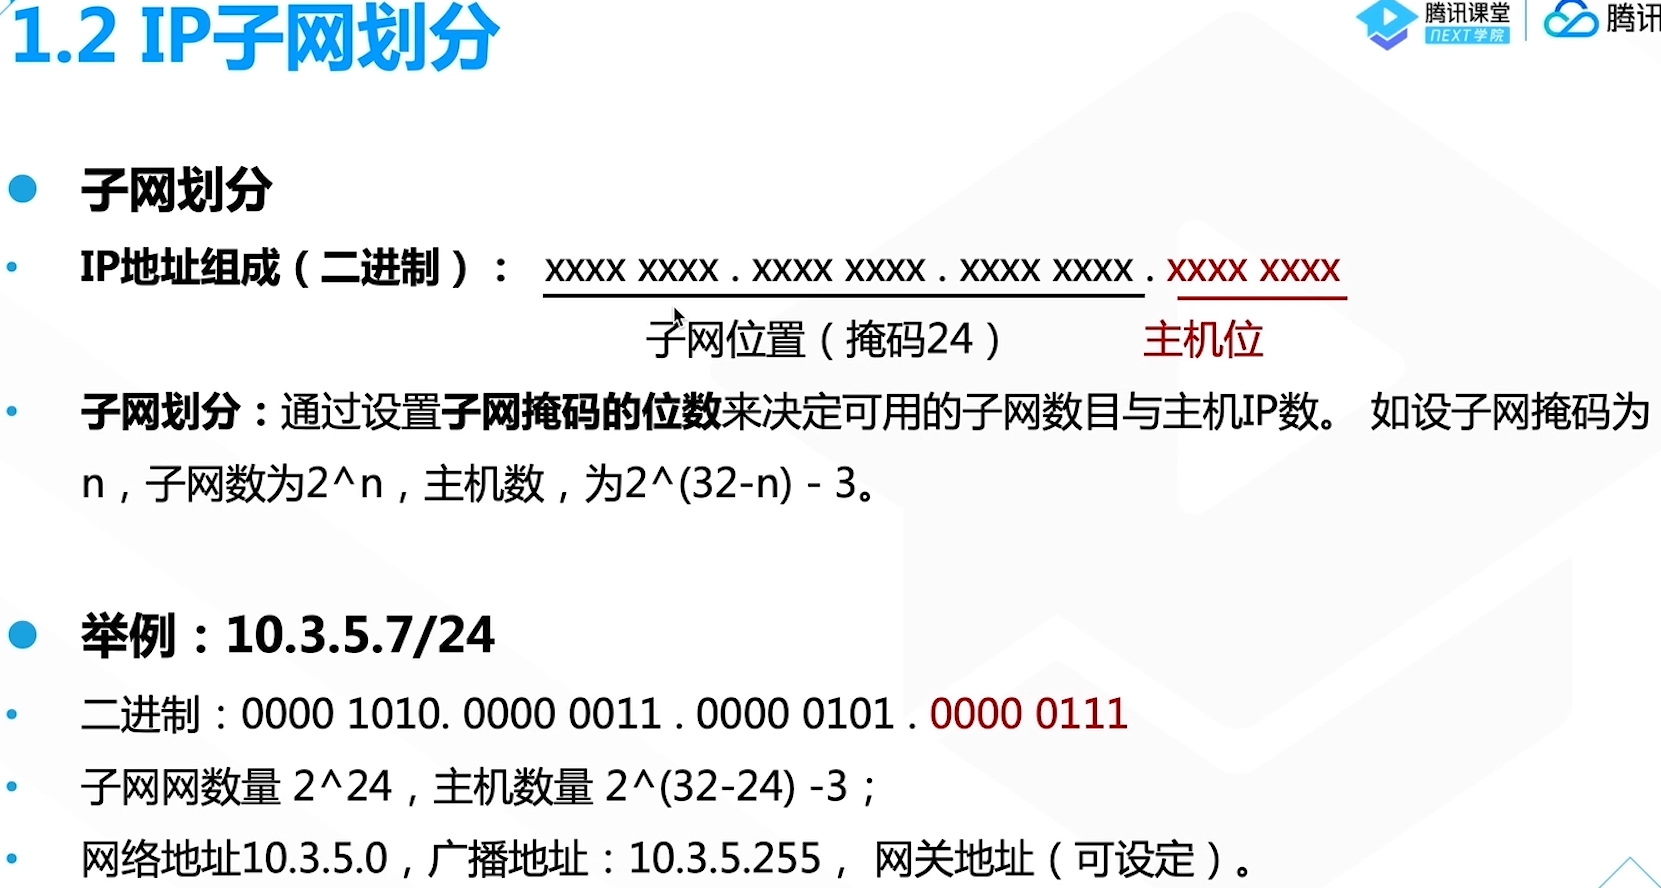 1.2 IP子网划分
腾讯课堂
NEXT学院
腾讯
子网划分
IP地址组成（二进制）： xxxx xxxx . xxxx xxxx . xxxx xxxx . xxxx xxxx
子网位置（掩码24） 主机位
子网划分：通过设置子网掩码的位数来决定可用的子网数目与主机IP数。 如设子网掩码为
n，子网数为2^n，主机数，为2^(32-n) - 3。
举例：10.3.5.7/24
二进制：0000 1010. 0000 0011 . 0000 0101 . 0000 0111
子网网数量 2^24，主机数量 2^(32-24) -3；
网络地址10.3.5.0，广播地址：10.3.5.255， 网关地址（可设定）。